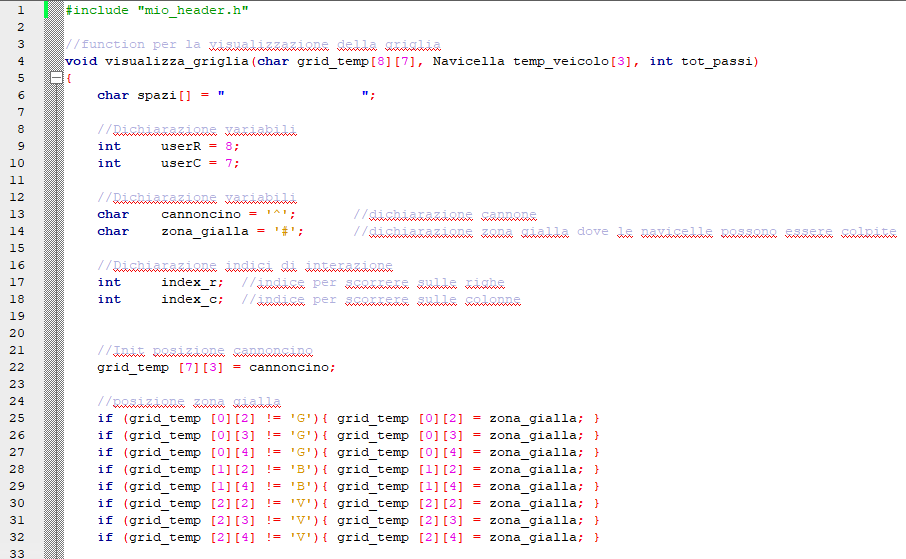 1 #include "mio_header.h"
2
3 //function per la visualizzazione della griglia
4 void visualizza_griglia(char grid_temp[8][7], Navicella temp_veicolo[3], int tot_passi)
5 {
6 char spazi[] = "                 ";
7
8 //Dichiarazione variabili
9 int userR = 8;
10 int userC = 7;
11
12 //Dichiarazione variabili
13 char cannoncino = '^'; //dichiarazione cannone
14 char zona_gialla = '#'; //dichiarazione zona gialla dove le navicelle possono essere colpite
15
16 //Dichiarazione indici di interazione
17 int index_r; //indice per scorrere sulle righe
18 int index_c; //indice per scorrere sulle colonne
19
20
21 //Init posizione cannoncino
22 grid_temp [7][3] = cannoncino;
23
24 //posizione zona gialla
25 if (grid_temp [0][2] != 'G'){ grid_temp [0][2] = zona_gialla; }
26 if (grid_temp [0][3] != 'G'){ grid_temp [0][3] = zona_gialla; }
27 if (grid_temp [0][4] != 'G'){ grid_temp [0][4] = zona_gialla; }
28 if (grid_temp [1][2] != 'B'){ grid_temp [1][2] = zona_gialla; }
29 if (grid_temp [1][4] != 'B'){ grid_temp [1][4] = zona_gialla; }
30 if (grid_temp [2][2] != 'V'){ grid_temp [2][2] = zona_gialla; }
31 if (grid_temp [2][3] != 'V'){ grid_temp [2][3] = zona_gialla; }
32 if (grid_temp [2][4] != 'V'){ grid_temp [2][4] = zona_gialla; }
33